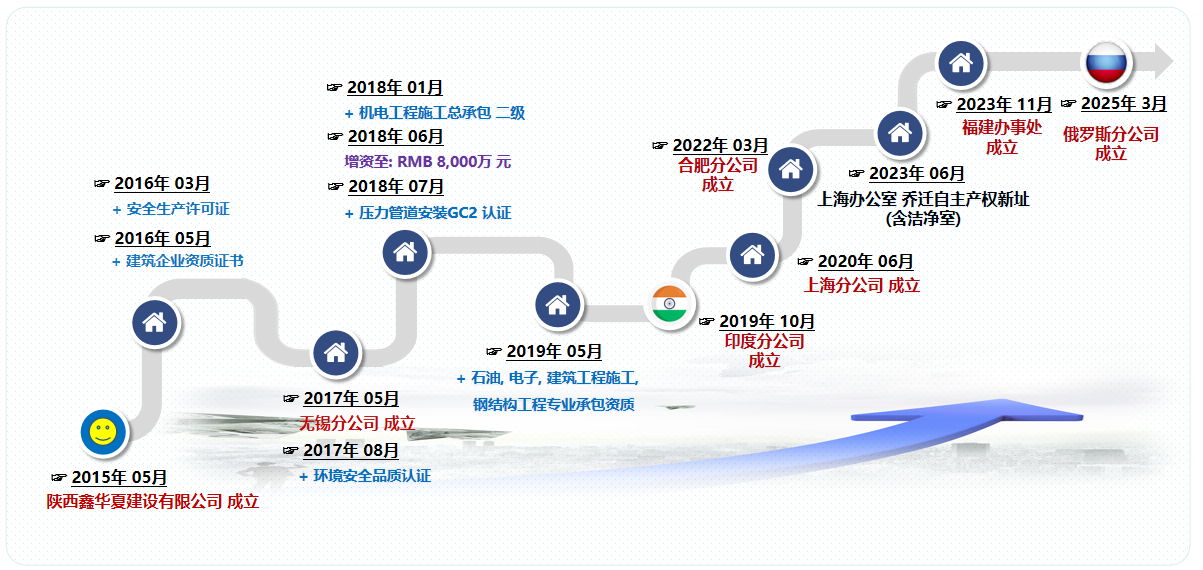 ☞ 2015年 05月
陕西鑫华夏建设有限公司 成立
☞ 2016年 03月
+ 安全生产许可证
☞ 2016年 05月
+ 建筑企业资质证书
☞ 2017年 05月
无锡分公司 成立
☞ 2017年 08月
+ 环境安全品质认证
☞ 2018年 01月
+ 机电工程施工总承包 二级
☞ 2018年 06月
增资至: RMB 8,000万 元
☞ 2018年 07月
+ 压力管道安装GC2 认证
☞ 2019年 05月
+ 石油, 电子, 建筑工程施工,
钢结构工程专业承包资质
☞ 2019年 10月
印度分公司
成立
☞ 2020年 06月
上海分公司 成立
☞ 2022年 03月
合肥分公司
成立
☞ 2023年 06月
上海办公室 乔迁自主产权新址
(含洁净室)
☞ 2023年 11月
福建办事处
成立
☞ 2025年 3月
俄罗斯分公司
成立